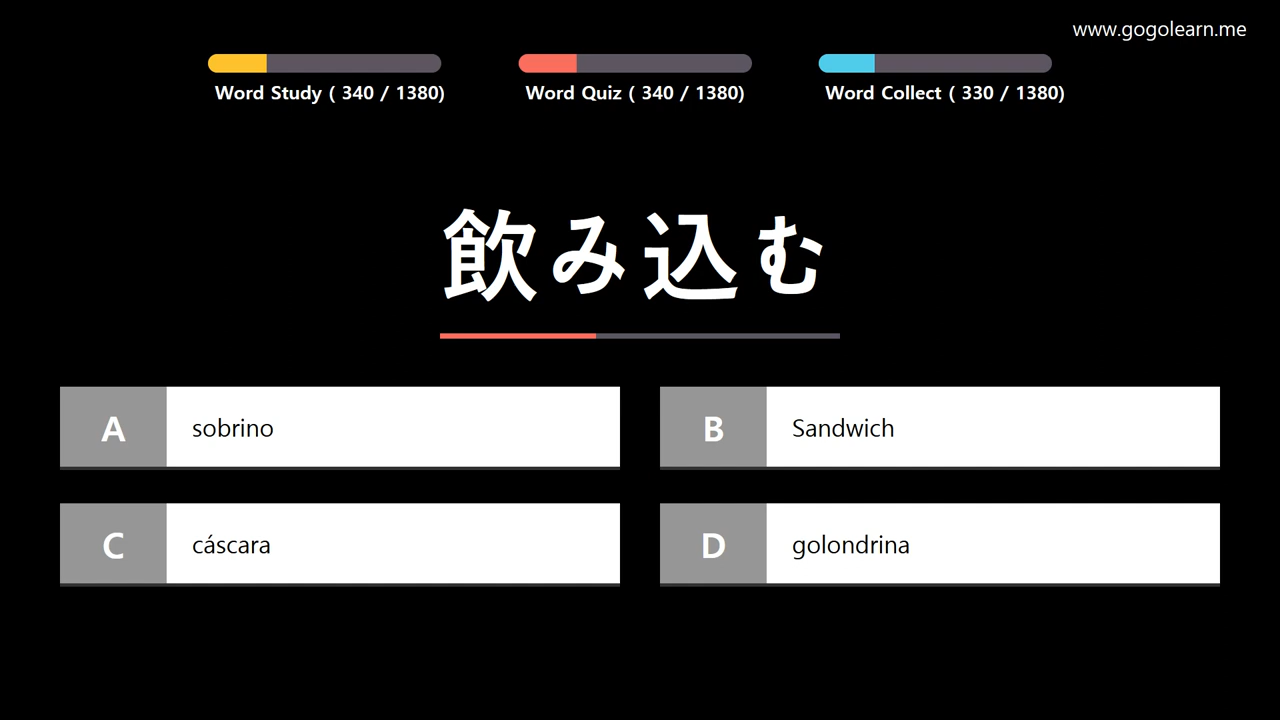 www.gogolearn.me
Word Study ( 340 / 1380)
Word Quiz ( 340 / 1380)
Word Collect ( 330 / 1380)
飲み込む
A sobrino
B Sandwich
C cáscara
D golondrina